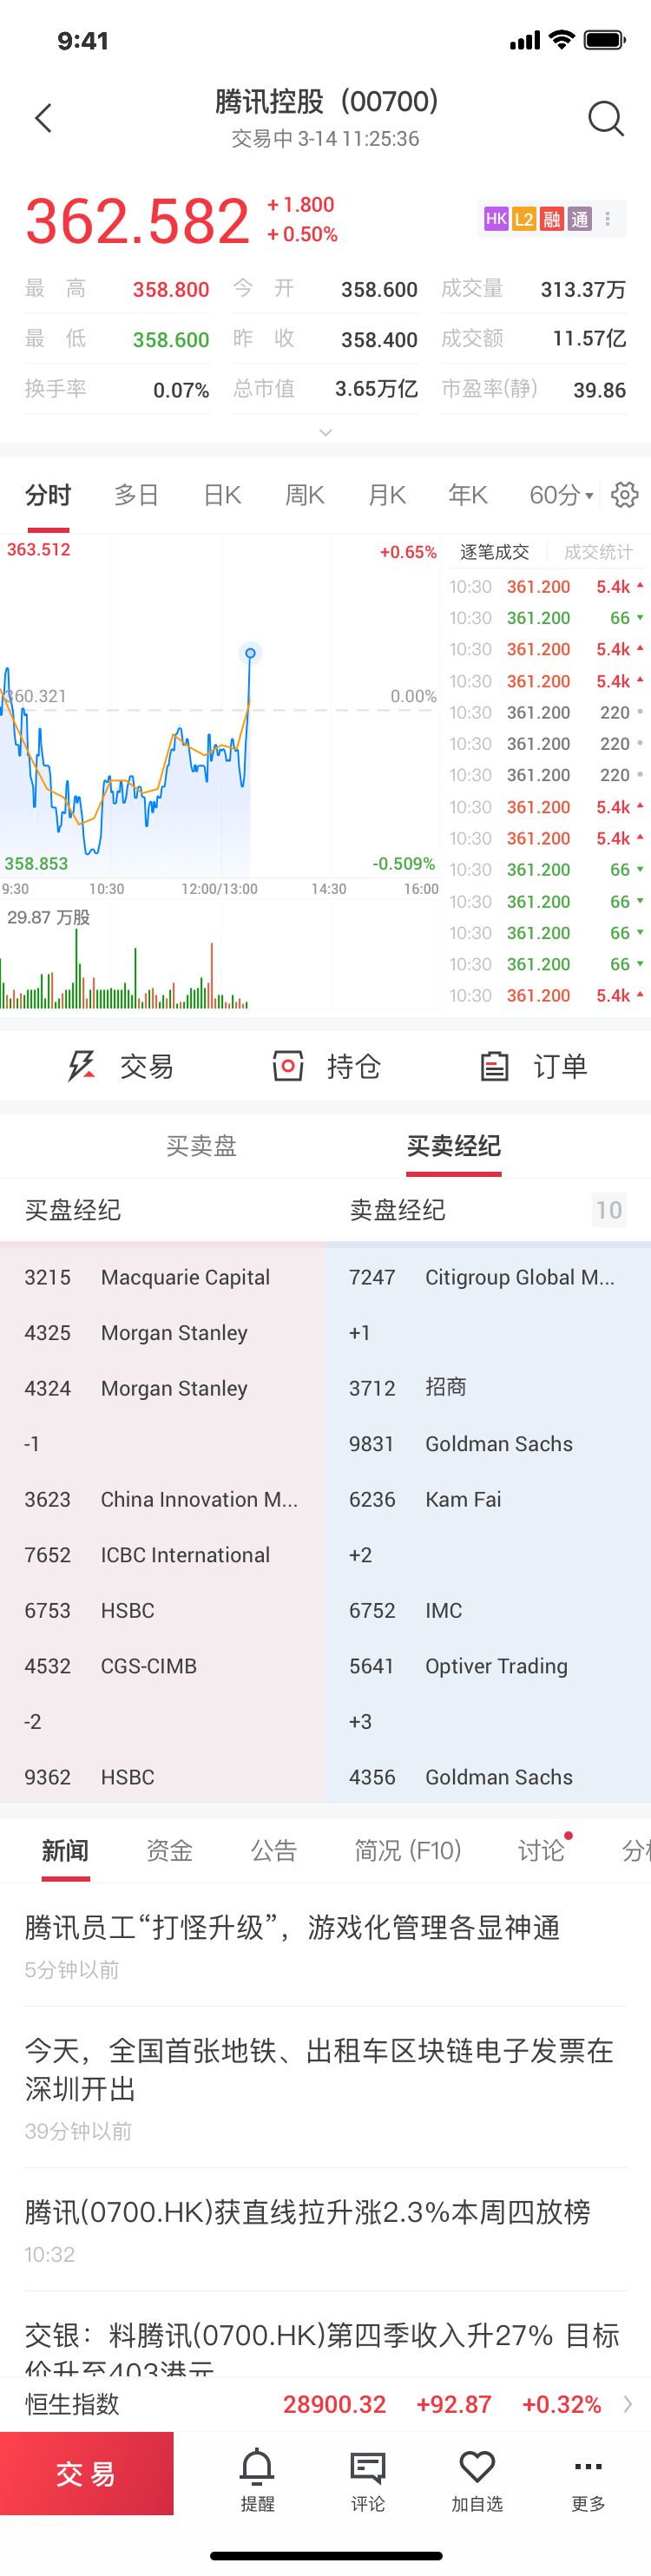 9:41
腾讯控股（00700）
交易中 3-14 11:25:36
362.582
+ 1.800
+ 0.50%
HK L2 融 通
最 高 358.800 今 开 358.600 成交量 313.37万
最 低 358.600 昨 收 358.400 成交额 11.57亿
换手率 0.07% 总市值 3.65万亿 市盈率(静) 39.86
分时 多日 日K 周K 月K 年K 60分
363.512 +0.65%
360.321 0.00%
358.853 -0.509%
9:30 10:30 12:00/13:00 14:30 16:00
29.87 万股
逐笔成交 成交统计
10:30 361.200 5.4k
10:30 361.200 66
10:30 361.200 5.4k
10:30 361.200 5.4k
10:30 361.200 220
10:30 361.200 220
10:30 361.200 220
10:30 361.200 5.4k
10:30 361.200 5.4k
10:30 361.200 66
10:30 361.200 66
10:30 361.200 66
10:30 361.200 66
10:30 361.200 5.4k
交易 持仓 订单
买卖盘 买卖经纪
买盘经纪 卖盘经纪 10
3215 Macquarie Capital 7247 Citigroup Global M...
4325 Morgan Stanley +1
4324 Morgan Stanley 3712 招商
-1 9831 Goldman Sachs
3623 China Innovation M... 6236 Kam Fai
7652 ICBC International +2
6753 HSBC 6752 IMC
4532 CGS-CIMB 5641 Optiver Trading
-2 +3
9362 HSBC 4356 Goldman Sachs
新闻 资金 公告 简况 (F10) 讨论 分析
腾讯员工“打怪升级”，游戏化管理各显神通
5分钟以前
今天，全国首张地铁、出租车区块链电子发票在
深圳开出
39分钟以前
腾讯(0700.HK)获直线拉升涨2.3%本周四放榜
10:32
交银：料腾讯(0700.HK)第四季收入升27% 目标
价升至403港元
恒生指数 28900.32 +92.87 +0.32%
交易 提醒 评论 加自选 更多